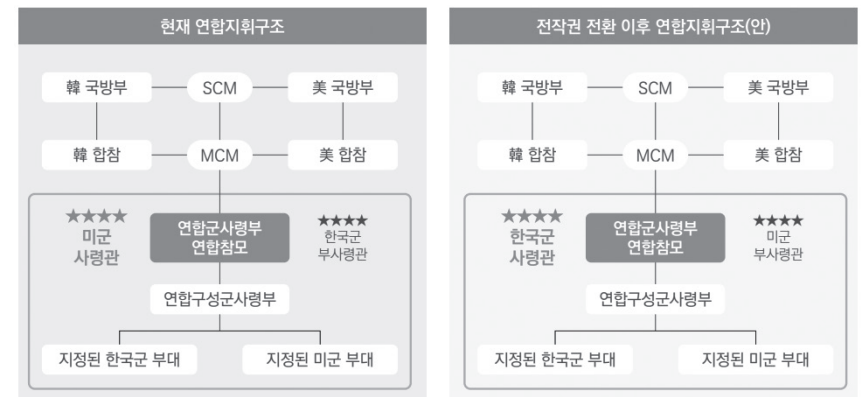 현재 연합지휘구조
韓 국방부
SCM
美 국방부
韓 합참
MCM
美 합참
★★★★
미군
사령관
연합군사령부
연합참모
★★★★
한국군
부사령관
연합구성군사령부
지정된 한국군 부대
지정된 미군 부대
전작권 전환 이후 연합지휘구조(안)
韓 국방부
SCM
美 국방부
韓 합참
MCM
美 합참
★★★★
한국군
사령관
연합군사령부
연합참모
★★★★
미군
부사령관
연합구성군사령부
지정된 한국군 부대
지정된 미군 부대